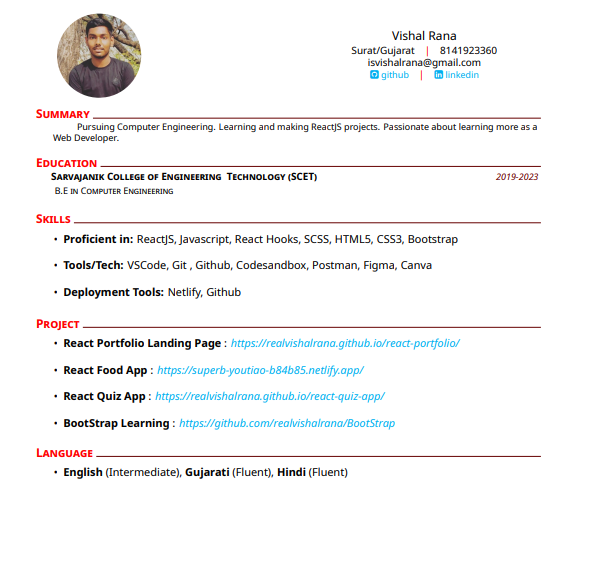 Vishal Rana
Surat/Gujarat | 8141923360
isvishalrana@gmail.com
github | linkedin
Summary
Pursuing Computer Engineering. Learning and making ReactJS projects. Passionate about learning more as a
Web Developer.
Education
Sarvajanik College of Engineering Technology (SCET) 2019-2023
B.E in Computer Engineering
Skills
• Proficient in: ReactJS, Javascript, React Hooks, SCSS, HTML5, CSS3, Bootstrap
• Tools/Tech: VSCode, Git , Github, Codesandbox, Postman, Figma, Canva
• Deployment Tools: Netlify, Github
Project
• React Portfolio Landing Page : https://realvishalrana.github.io/react-portfolio/
• React Food App : https://superb-youtiao-b84b85.netlify.app/
• React Quiz App : https://realvishalrana.github.io/react-quiz-app/
• BootStrap Learning : https://github.com/realvishalrana/BootStrap
Language
• English (Intermediate), Gujarati (Fluent), Hindi (Fluent)